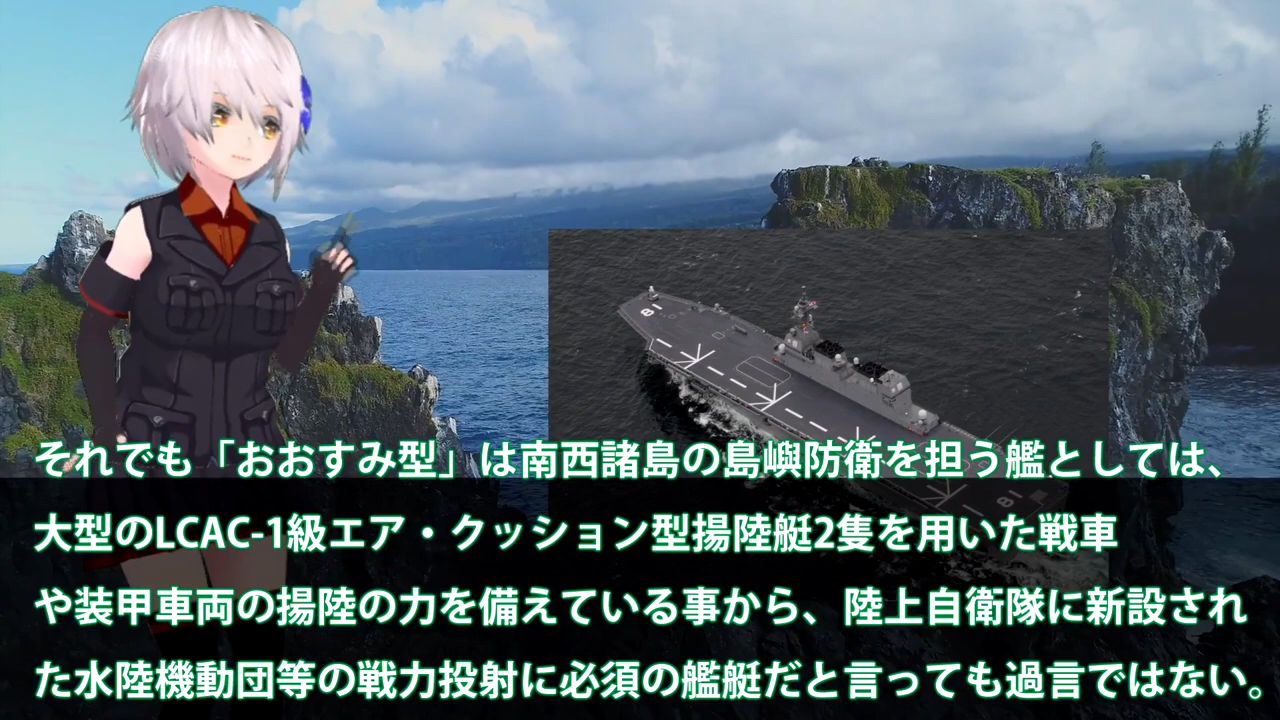 18
18
それでも「おおすみ型」は南西諸島の島嶼防衛を担う艦としては、
大型のLCAC-1級エア・クッション型揚陸艇2隻を用いた戦車
や装甲車両の揚陸の力を備えている事から、陸上自衛隊に新設され
た水陸機動団等の戦力投射に必須の艦艇だと言っても過言ではない。